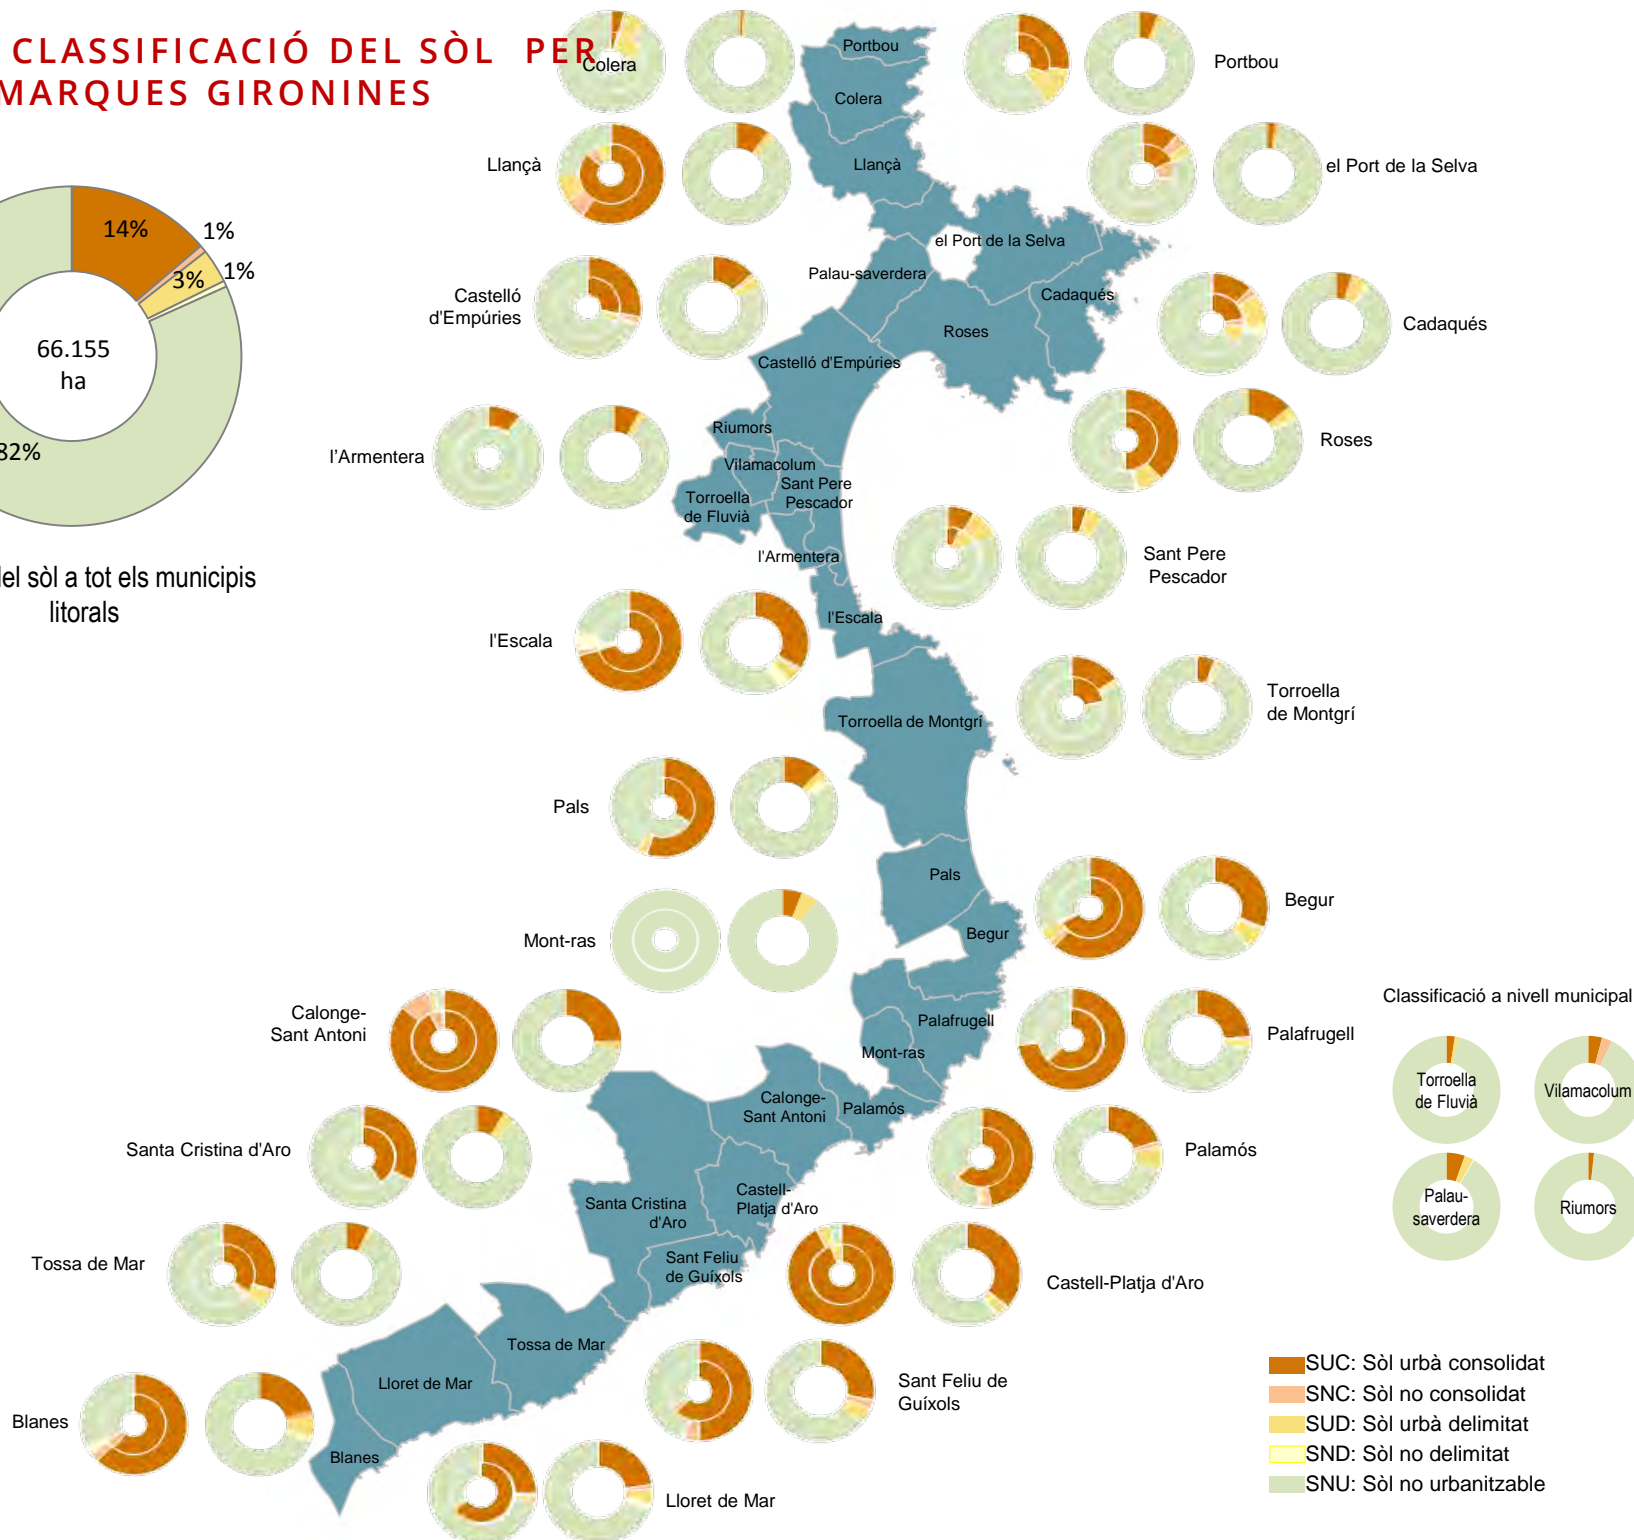 CLASSIFICACIÓ DEL SÒL PER
MARQUES GIRONINES
14%
1%
3%
1%
82%
66.155
ha
del sòl a tot els municipis
litorals
Colera
Portbou
Llançà
el Port de la Selva
Castelló
d'Empúries
Cadaqués
l'Armentera
Roses
Sant Pere
Pescador
l'Escala
Torroella
de Montgrí
Pals
Begur
Mont-ras
Calonge-
Sant Antoni
Palafrugell
Santa Cristina d'Aro
Palamós
Tossa de Mar
Castell-Platja d'Aro
Sant Feliu de
Guíxols
Blanes
Lloret de Mar
Portbou
Colera
Llançà
el Port de la Selva
Palau-saverdera
Cadaqués
Roses
Castelló d'Empúries
Riumors
Vilamacolum
Sant Pere
Pescador
Torroella
de Fluvià
l'Armentera
l'Escala
Torroella de Montgrí
Pals
Begur
Palafrugell
Mont-ras
Calonge-
Sant Antoni
Palamós
Santa Cristina
d'Aro
Castell-
Platja d'Aro
Sant Feliu
de Guíxols
Tossa de Mar
Lloret de Mar
Blanes
Classificació a nivell municipal
Torroella
de Fluvià
Vilamacolum
Palau-
saverdera
Riumors
SUC: Sòl urbà consolidat
SNC: Sòl no consolidat
SUD: Sòl urbà delimitat
SND: Sòl no delimitat
SNU: Sòl no urbanitzable